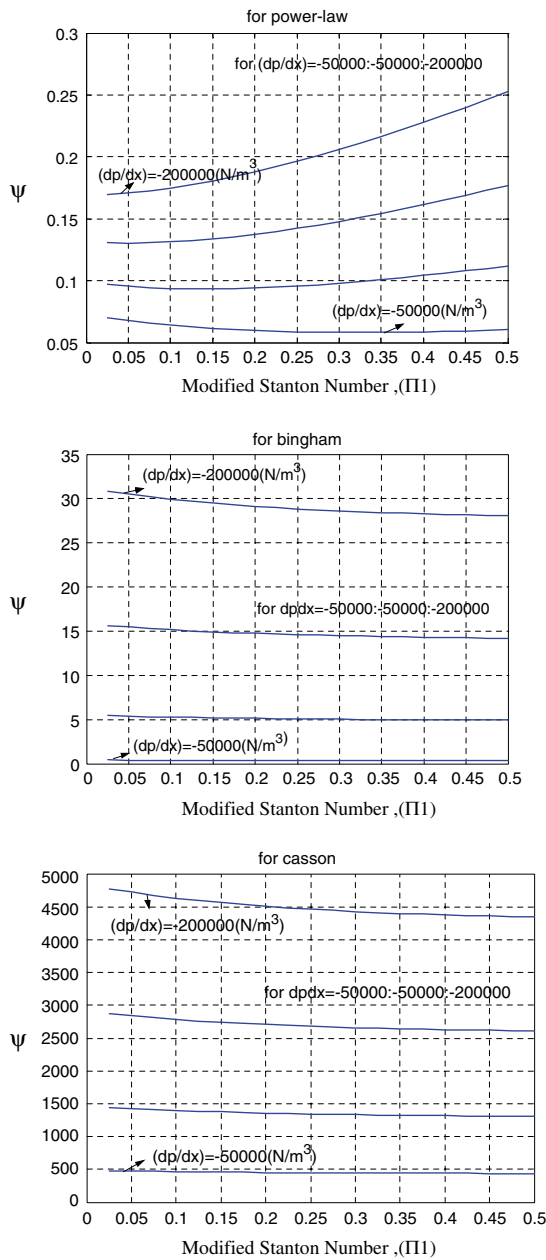 for power-law
0.3
for (dp/dx)=-50000:-50000:-200000
0.25
0.2
(dp/dx)=-200000(N/m3)
ψ
0.15
0.1
(dp/dx)=-50000(N/m3)
0.05
0 0.05 0.1 0.15 0.2 0.25 0.3 0.35 0.4 0.45 0.5
Modified Stanton Number ,(Π1)
for bingham
35
(dp/dx)=-200000(N/m3)
30
25
ψ
20
for dpdx=-50000:-50000:-200000
15
10
5
(dp/dx)=-50000(N/m3)
0
0 0.05 0.1 0.15 0.2 0.25 0.3 0.35 0.4 0.45 0.5
Modified Stanton Number ,(Π1)
for casson
5000
4500
(dp/dx)=-200000(N/m3)
4000
3500
for dpdx=-50000:-50000:-200000
3000
2500
ψ
2000
1500
1000
(dp/dx)=-50000(N/m3)
500
0
0 0.05 0.1 0.15 0.2 0.25 0.3 0.35 0.4 0.45 0.5
Modified Stanton Number ,(Π1)